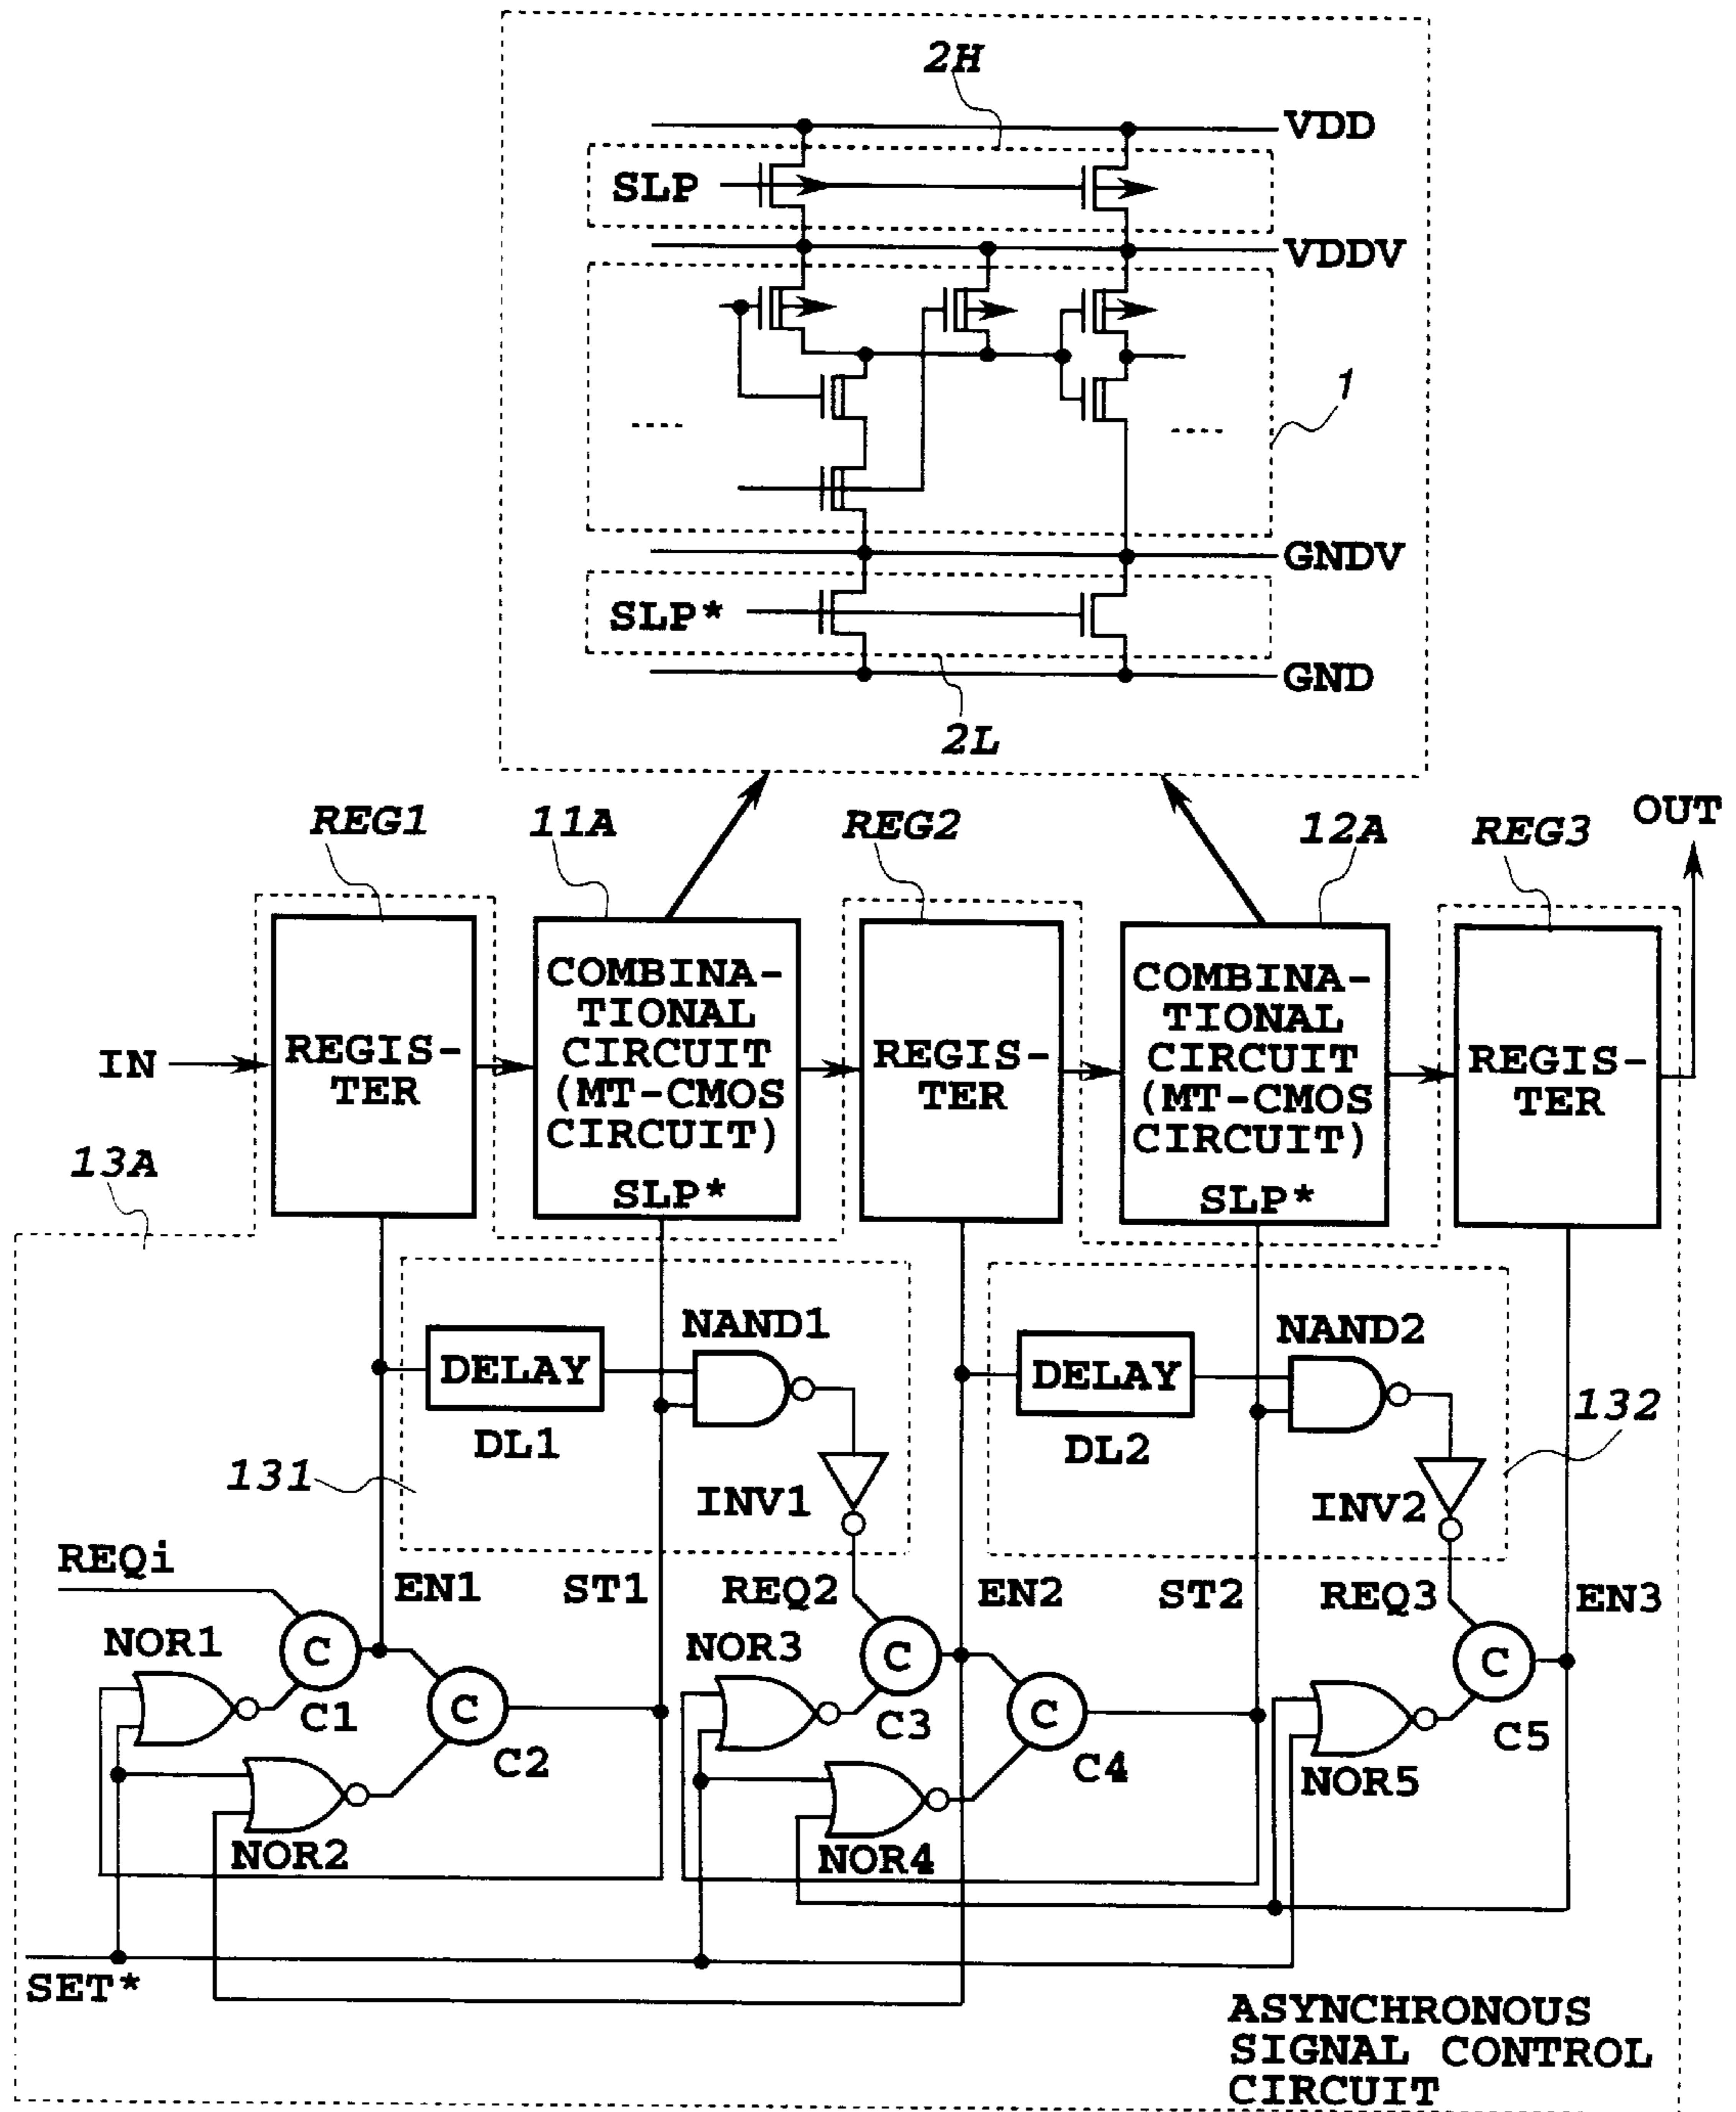 2H
VDD
SLP
VDDV
1
....
....
GNDV
SLP*
GND
2L
REG1
11A
REG2
12A
REG3
OUT
IN
REGIS-
TER
COMBINA-
TIONAL
CIRCUIT
(MT-CMOS
CIRCUIT)
SLP*
REGIS-
TER
COMBINA-
TIONAL
CIRCUIT
(MT-CMOS
CIRCUIT)
SLP*
REGIS-
TER
13A
NAND1
DELAY
DL1
131
INV1
NAND2
DELAY
DL2
132
INV2
REQi
EN1
ST1
REQ2
EN2
ST2
REQ3
EN3
NOR1
C
C1
C
C2
NOR2
NOR3
C
C3
C
C4
NOR4
C
C5
NOR5
SET*
ASYNCHRONOUS
SIGNAL CONTROL
CIRCUIT